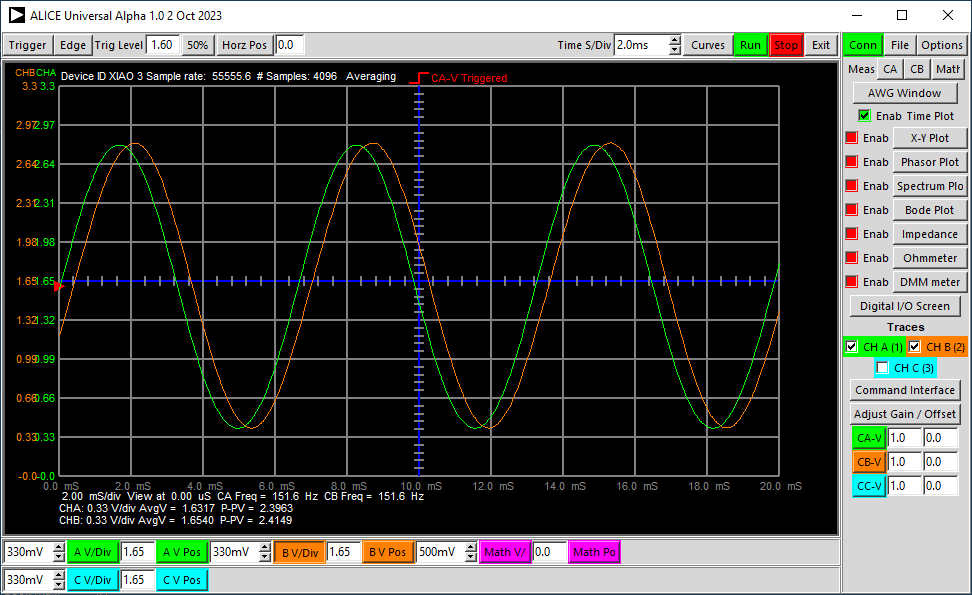 ALICE Universal Alpha 1.0 2 Oct 2023
Trigger Edge Trig Level 1.60 50% Horz Pos 0.0 Time S/Div 2.0ms Curves Run Stop Exit Conn File Options
CHB CHA Device ID XIAO 3 Sample rate: 55555.6 # Samples: 4096 Averaging CA-V Triggered
3.3 3.3
2.97 2.97
2.64 2.64
2.31 2.31
1.98 1.98
1.65 1.65
1.32 1.32
0.99 0.99
0.66 0.66
0.33 0.33
-0.0 -0.0
0.0 mS 2.0 mS 4.0 mS 6.0 mS 8.0 mS 10.0 mS 12.0 mS 14.0 mS 16.0 mS 18.0 mS 20.0 mS
2.00 mS/div View at 0.00 uS CA Freq = 151.6 Hz CB Freq = 151.6 Hz
CHA: 0.33 V/div AvgV = 1.6317 P-PV = 2.3963
CHB: 0.33 V/div AvgV = 1.6540 P-PV = 2.4149
330mV A V/Div 1.65 A V Pos 330mV B V/Div 1.65 B V Pos 500mV Math V/ 0.0 Math Po
330mV C V/Div 1.65 C V Pos
Meas CA CB Math
AWG Window
Enab Time Plot
Enab X-Y Plot
Enab Phasor Plot
Enab Spectrum Plo
Enab Bode Plot
Enab Impedance
Enab Ohmmeter
Enab DMM meter
Digital I/O Screen
Traces
CH A (1) CH B (2)
CH C (3)
Command Interface
Adjust Gain / Offset
CA-V 1.0 0.0
CB-V 1.0 0.0
CC-V 1.0 0.0